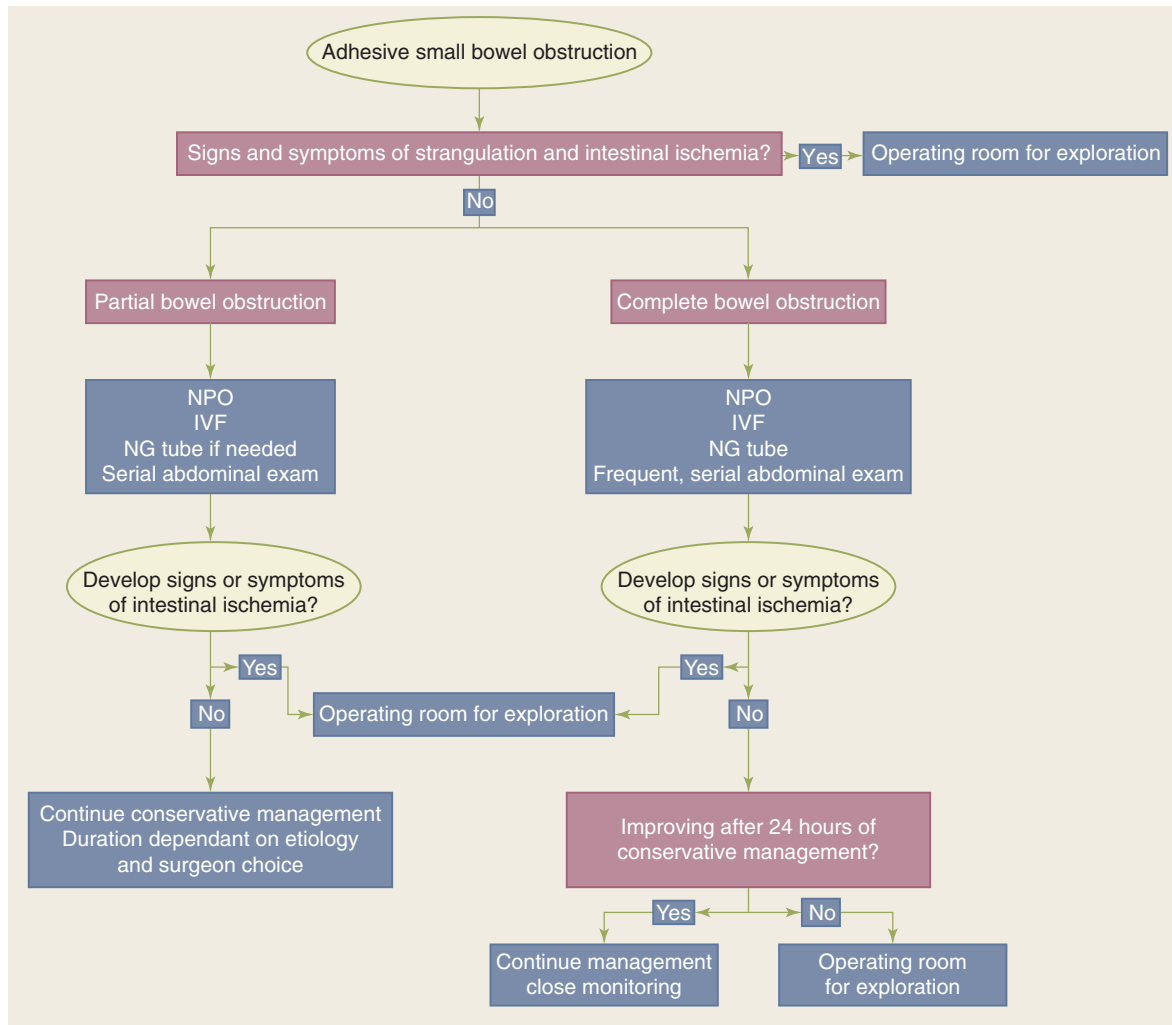 Adhesive small bowel obstruction
Signs and symptoms of strangulation and intestinal ischemia?
Yes
Operating room for exploration
No
Partial bowel obstruction
Complete bowel obstruction
NPO
IVF
NG tube if needed
Serial abdominal exam
NPO
IVF
NG tube
Frequent, serial abdominal exam
Develop signs or symptoms
of intestinal ischemia?
Develop signs or symptoms
of intestinal ischemia?
Yes
Yes
No
Operating room for exploration
No
Continue conservative management
Duration dependant on etiology
and surgeon choice
Improving after 24 hours of
conservative management?
Yes
No
Continue management
close monitoring
Operating room
for exploration